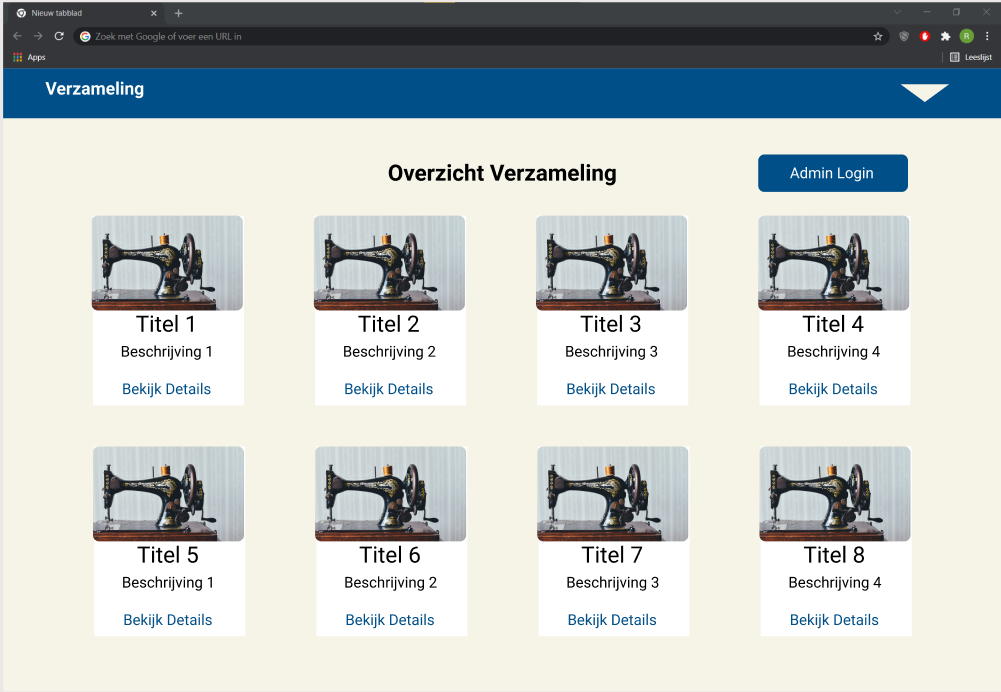 Nieuw tabblad
Zoek met Google of voer een URL in
R
Apps
Leeslijst
Verzameling
Overzicht Verzameling
Admin Login
Titel 1
Titel 2
Titel 3
Titel 4
Beschrijving 1
Beschrijving 2
Beschrijving 3
Beschrijving 4
Bekijk Details
Bekijk Details
Bekijk Details
Bekijk Details
Titel 5
Titel 6
Titel 7
Titel 8
Beschrijving 1
Beschrijving 2
Beschrijving 3
Beschrijving 4
Bekijk Details
Bekijk Details
Bekijk Details
Bekijk Details